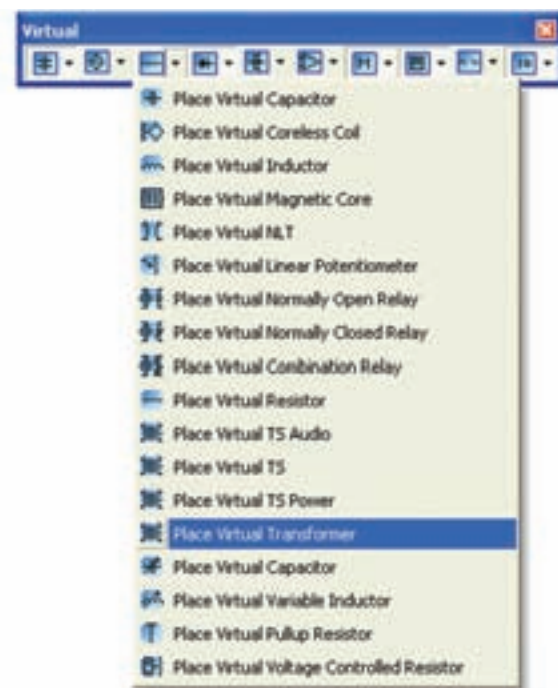 Virtual
Place Virtual Capacitor
Place Virtual Coreless Coil
Place Virtual Inductor
Place Virtual Magnetic Core
Place Virtual NLT
Place Virtual Linear Potentiometer
Place Virtual Normally Open Relay
Place Virtual Normally Closed Relay
Place Virtual Combination Relay
Place Virtual Resistor
Place Virtual TS Audio
Place Virtual TS
Place Virtual TS Power
Place Virtual Transformer
Place Virtual Capacitor
Place Virtual Variable Inductor
Place Virtual Pullup Resistor
Place Virtual Voltage Controlled Resistor